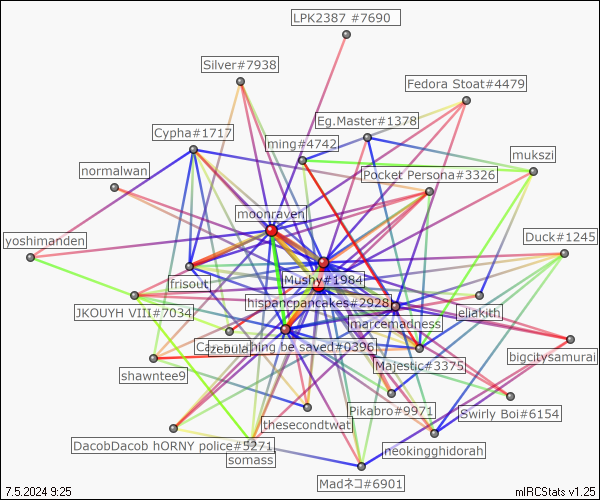 LPK2387 #7690
Silver#7938
Fedora Stoat#4479
Eg.Master#1378
Cypha#1717
ming#4742
mukszi
normalwan
Pocket Persona#3326
moonraven
yoshimanden
Duck#1245
frisout
Mushy#1984
JKOUYH VIII#7034
hispancpancakes#2928
eliakith
marcemadness
zebula
hing be saved#0396
bigcitysamurai
Majestic#3375
shawntee9
Pikabro#9971
Swirly Boi#6154
thesecondtwat
DacobDacob hORNY police#5271
neokingghidorah
somass
Madネコ#6901
7.5.2024 9:25
mIRCStats v1.25